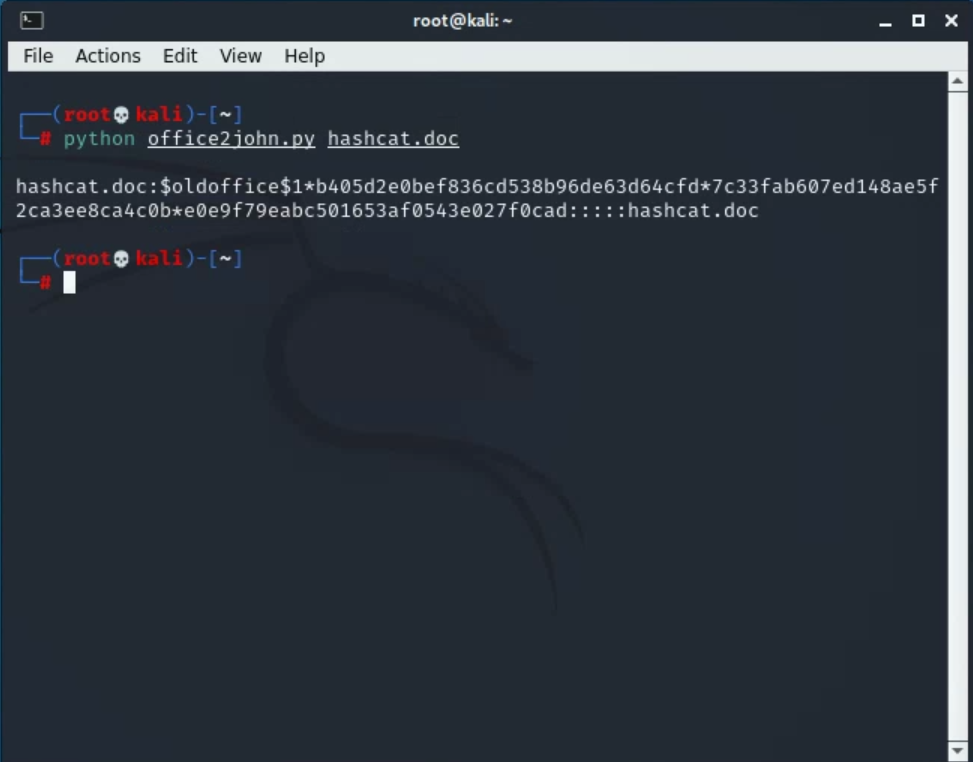 root@kali: ~
File Actions Edit View Help
┌──(root💀kali)-[~]
└─# python office2john.py hashcat.doc
hashcat.doc:$oldoffice$1*b405d2e0bef836cd538b96de63d64cfd*7c33fab607ed148ae5f
2ca3ee8ca4c0b*e0e9f79eabc501653af0543e027f0cad:::::hashcat.doc
┌──(root💀kali)-[~]
└─#